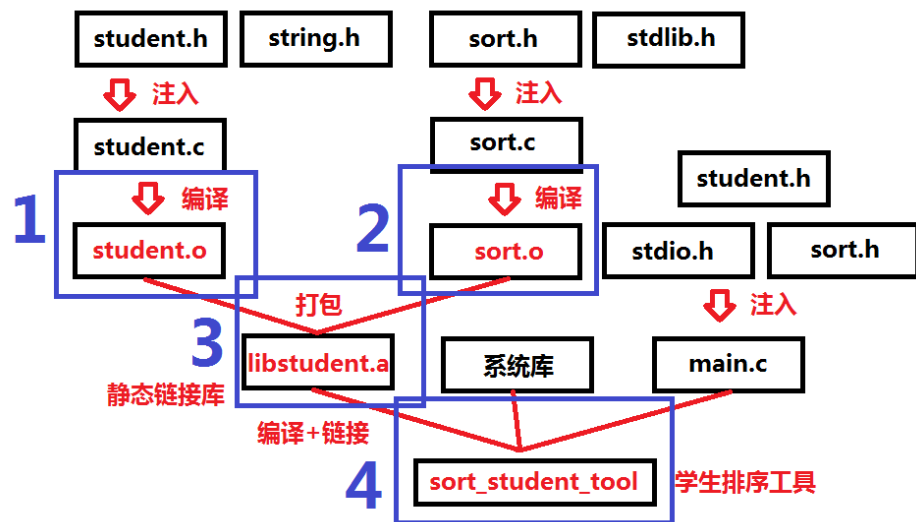 student.h string.h sort.h stdlib.h
注入 注入
student.c sort.c
student.h
1 编译 2 编译
student.o sort.o stdio.h sort.h
打包 注入
3 libstudent.a 系统库 main.c
静态链接库
编译+链接
4 sort_student_tool 学生排序工具